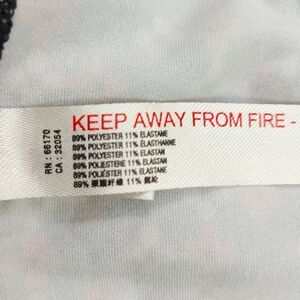 KEEP AWAY FROM FIRE -
RN : 66170
CA : 32054
89% POLYESTER 11% ELASTANE
89% POLYESTER 11% ELASTHANNE
89% POLYESTER 11% ELASTAN
89% POLIESTERE 11% ELASTAN
89% POLIÉSTER 11% ELASTANO
89% 聚酯纤维 11% 氨纶